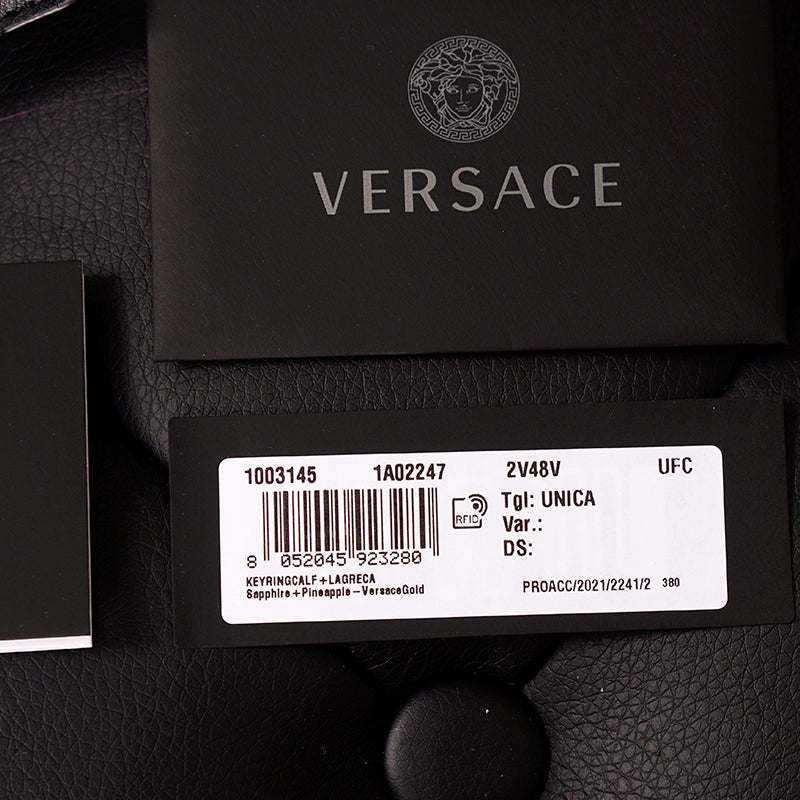 VERSACE
1003145 1A02247 2V48V UFC
RFID
Tgl: UNICA
Var.:
DS:
8 052045 923280
KEYRINGCALF+LAGRECA
Sapphire+Pineapple-VersaceGold
PROACC/2021/2241/2 380